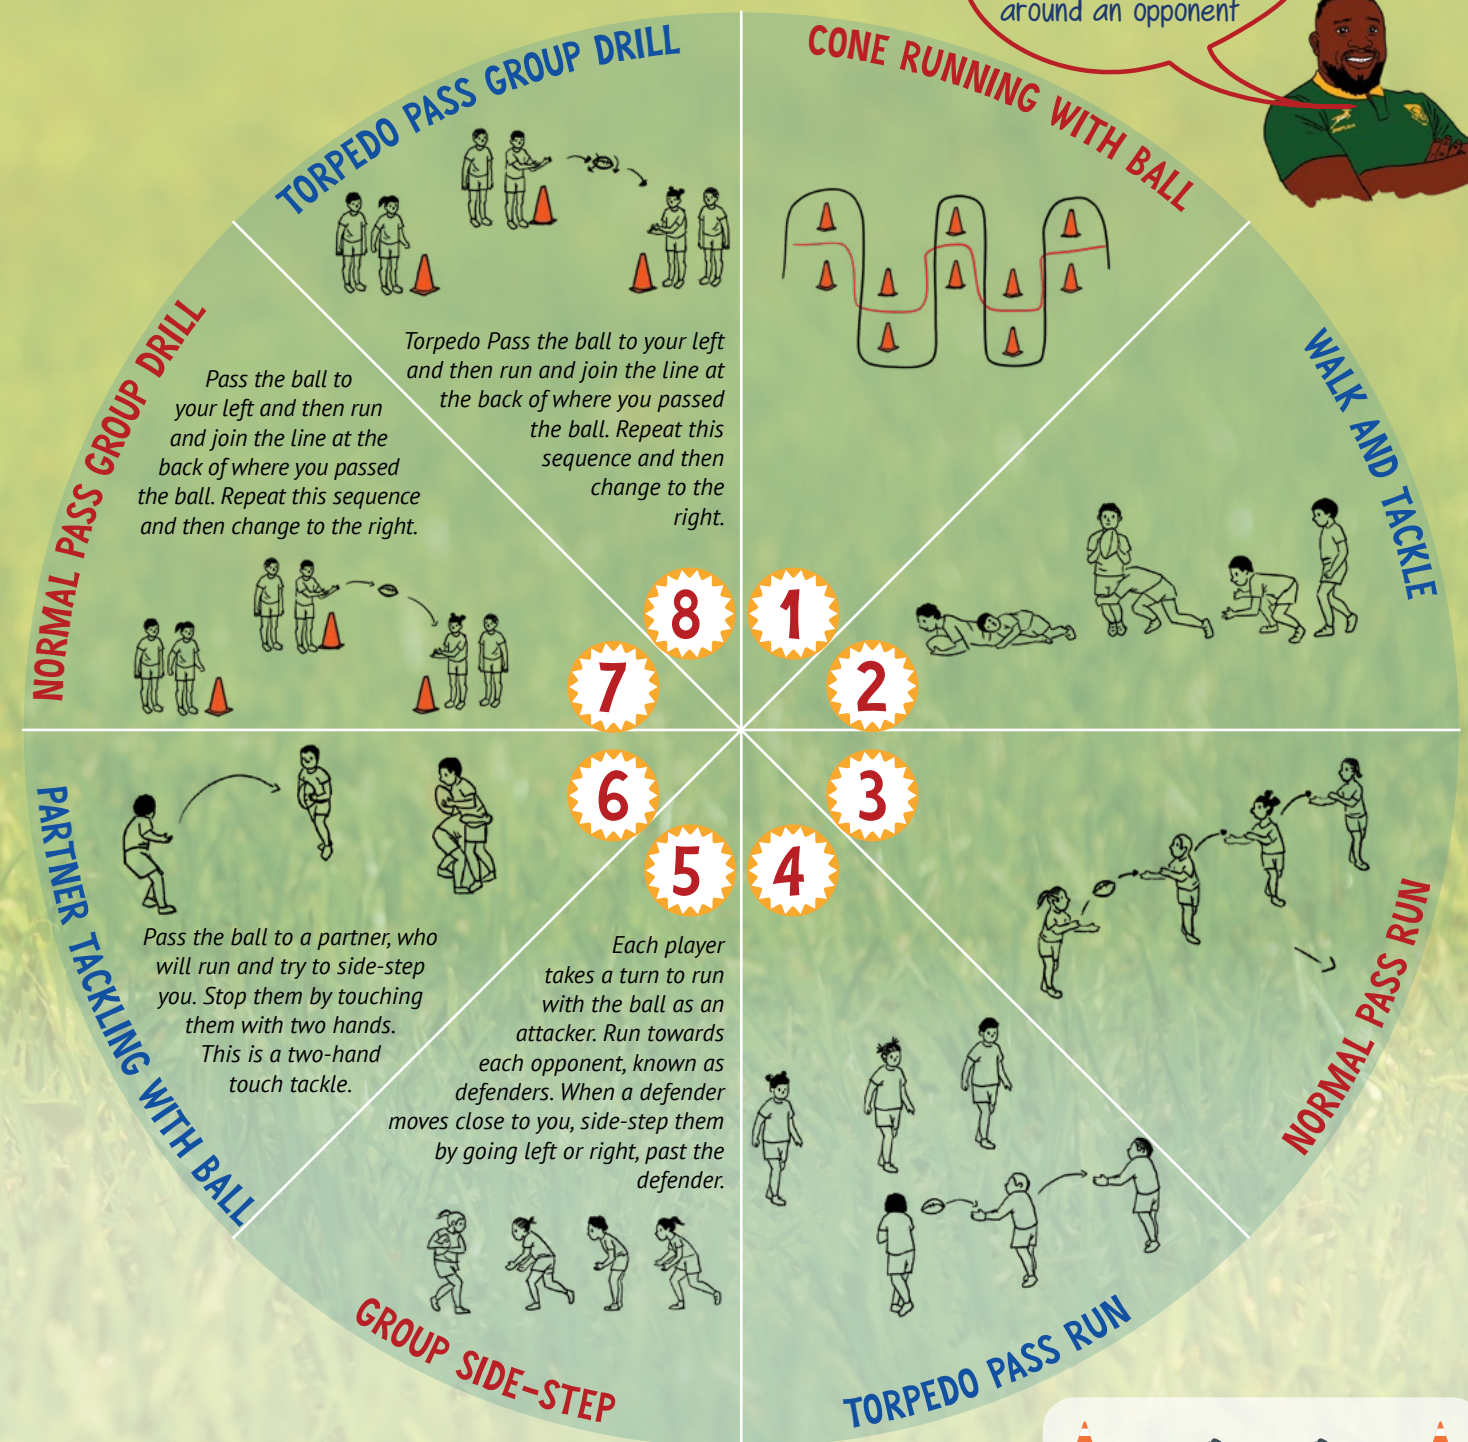 around an opponent
CONE RUNNING WITH BALL
1
WALK AND TACKLE
2
3
NORMAL PASS RUN
4
TORPEDO PASS RUN
5
Each player
takes a turn to run
with the ball as an
attacker. Run towards
each opponent, known as
defenders. When a defender
moves close to you, side-step them
by going left or right, past the
defender.
GROUP SIDE-STEP
6
PARTNER TACKLING WITH BALL
Pass the ball to a partner, who
will run and try to side-step
you. Stop them by touching
them with two hands.
This is a two-hand
touch tackle.
7
NORMAL PASS GROUP DRILL
Pass the ball to
your left and then run
and join the line at the
back of where you passed
the ball. Repeat this sequence
and then change to the right.
8
TORPEDO PASS GROUP DRILL
Torpedo Pass the ball to your left
and then run and join the line at
the back of where you passed
the ball. Repeat this
sequence and then
change to the
right.